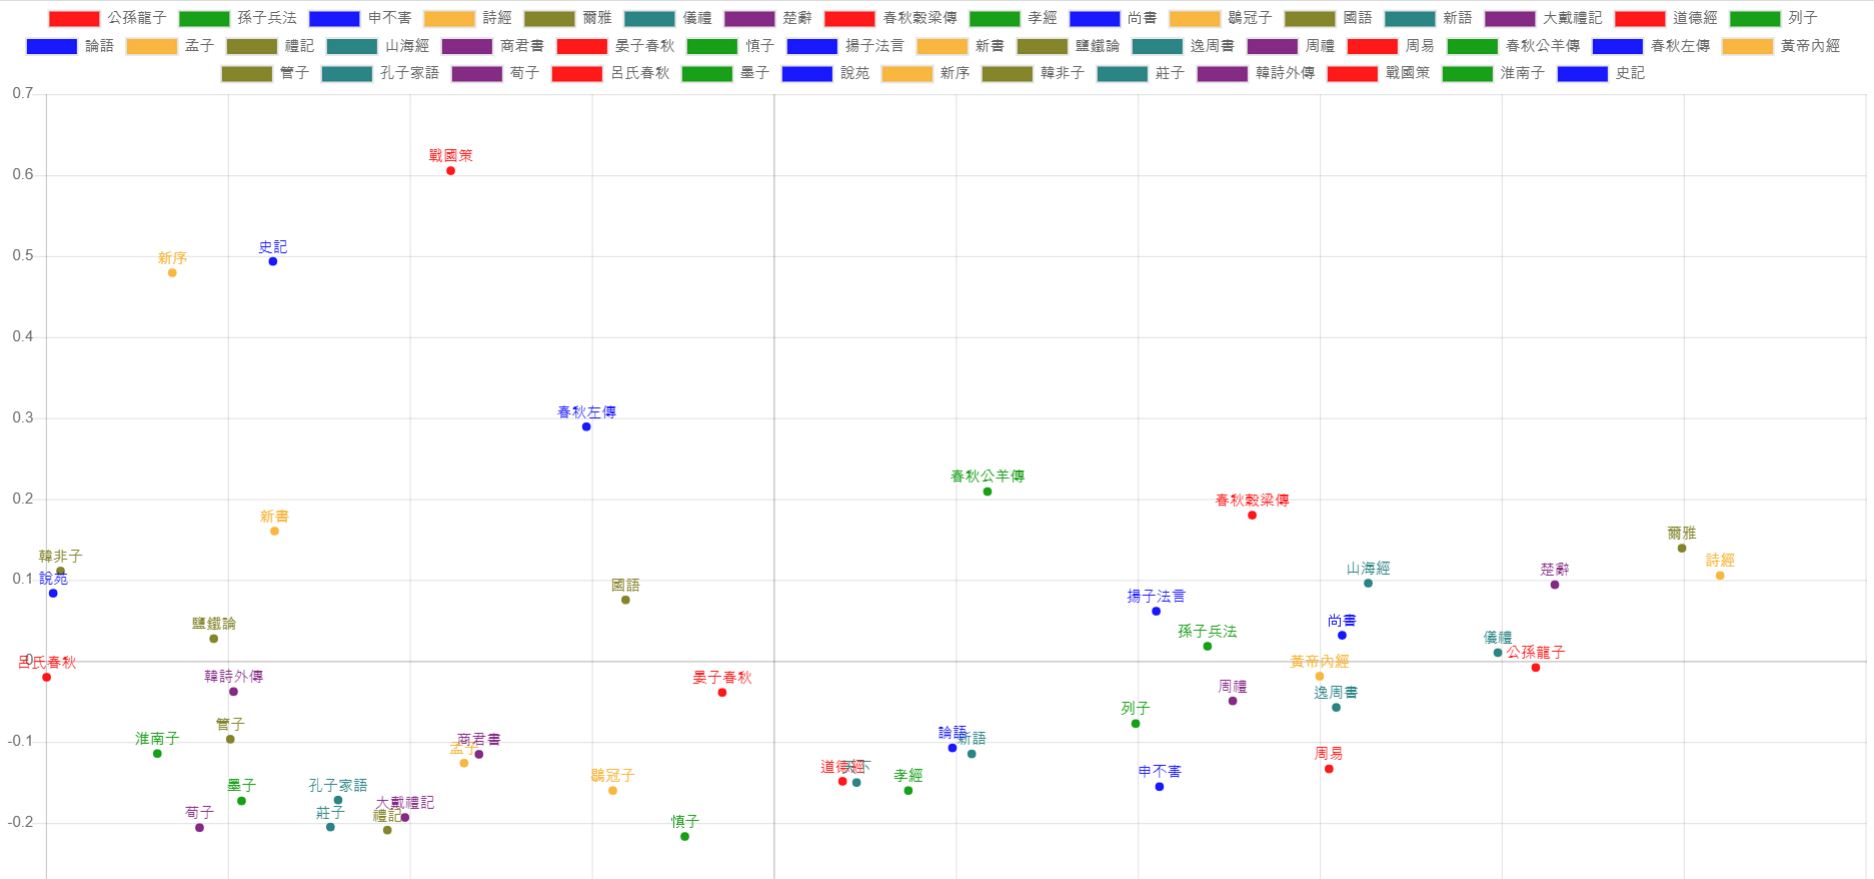 公孫龍子 孫子兵法 申不害 詩經 爾雅 儀禮 楚辭 春秋穀梁傳 孝經 尚書 鶡冠子 國語 新語 大戴禮記 道德經 列子
論語 孟子 禮記 山海經 商君書 晏子春秋 慎子 揚子法言 新書 鹽鐵論 逸周書 周禮 周易 春秋公羊傳 春秋左傳 黃帝內經
管子 孔子家語 荀子 呂氏春秋 墨子 說苑 新序 韓非子 莊子 韓詩外傳 戰國策 淮南子 史記
0.7
戰國策
0.6
史記
新序
0.5
0.4
春秋左傳
0.3
春秋公羊傳
春秋穀梁傳
0.2
新書
爾雅
韓非子
詩經
山海經
楚辭
0.1
說苑
國語
揚子法言
鹽鐵論
孫子兵法
尚書
儀禮
公孫龍子
0
呂氏春秋
黃帝內經
韓詩外傳
晏子春秋
周禮
逸周書
列子
管子
淮南子
論語
新語
-0.1
商君書
孟子
周易
道德經
鶡冠子
孝經
申不害
墨子
孔子家語
大戴禮記
荀子
莊子
禮記
-0.2
慎子